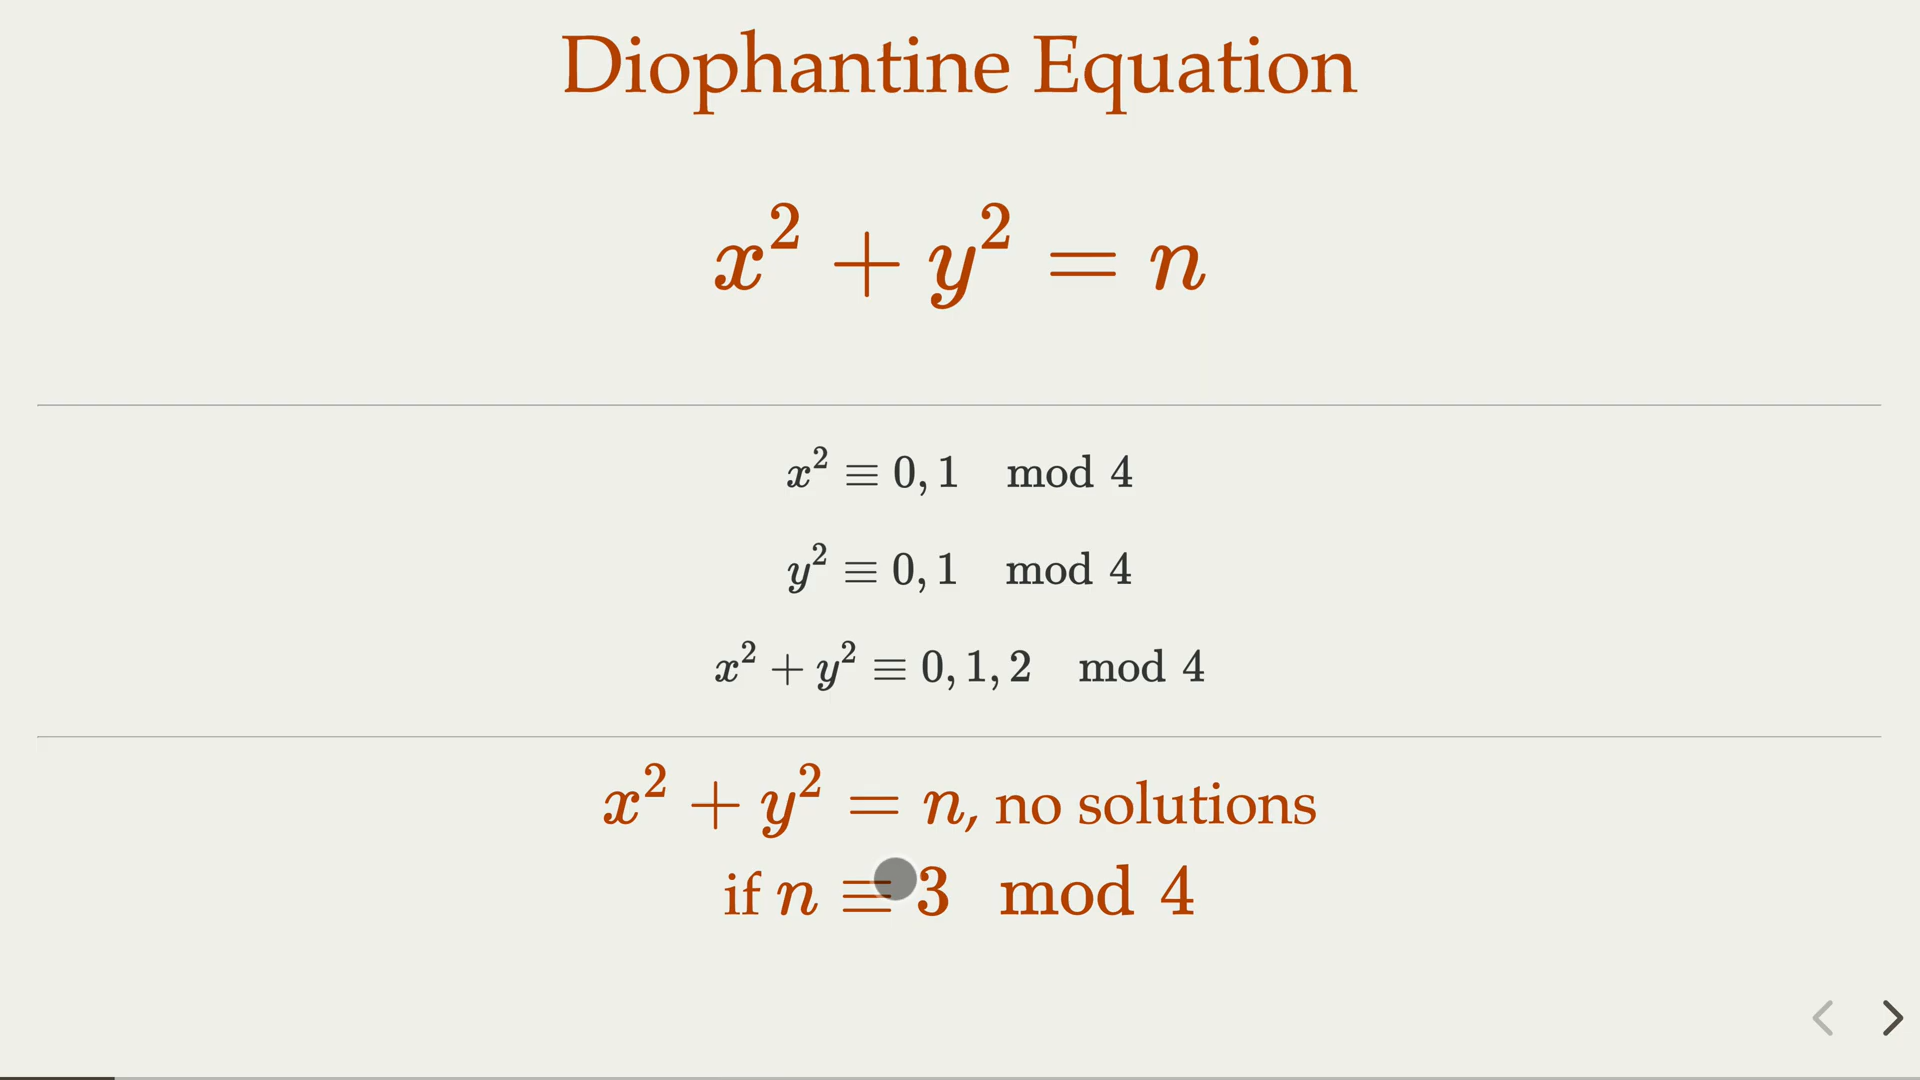 Diophantine Equation
x² + y² = n
x² ≡ 0, 1 mod 4
y² ≡ 0, 1 mod 4
x² + y² ≡ 0, 1, 2 mod 4
x² + y² = n, no solutions
if n ≡ 3 mod 4